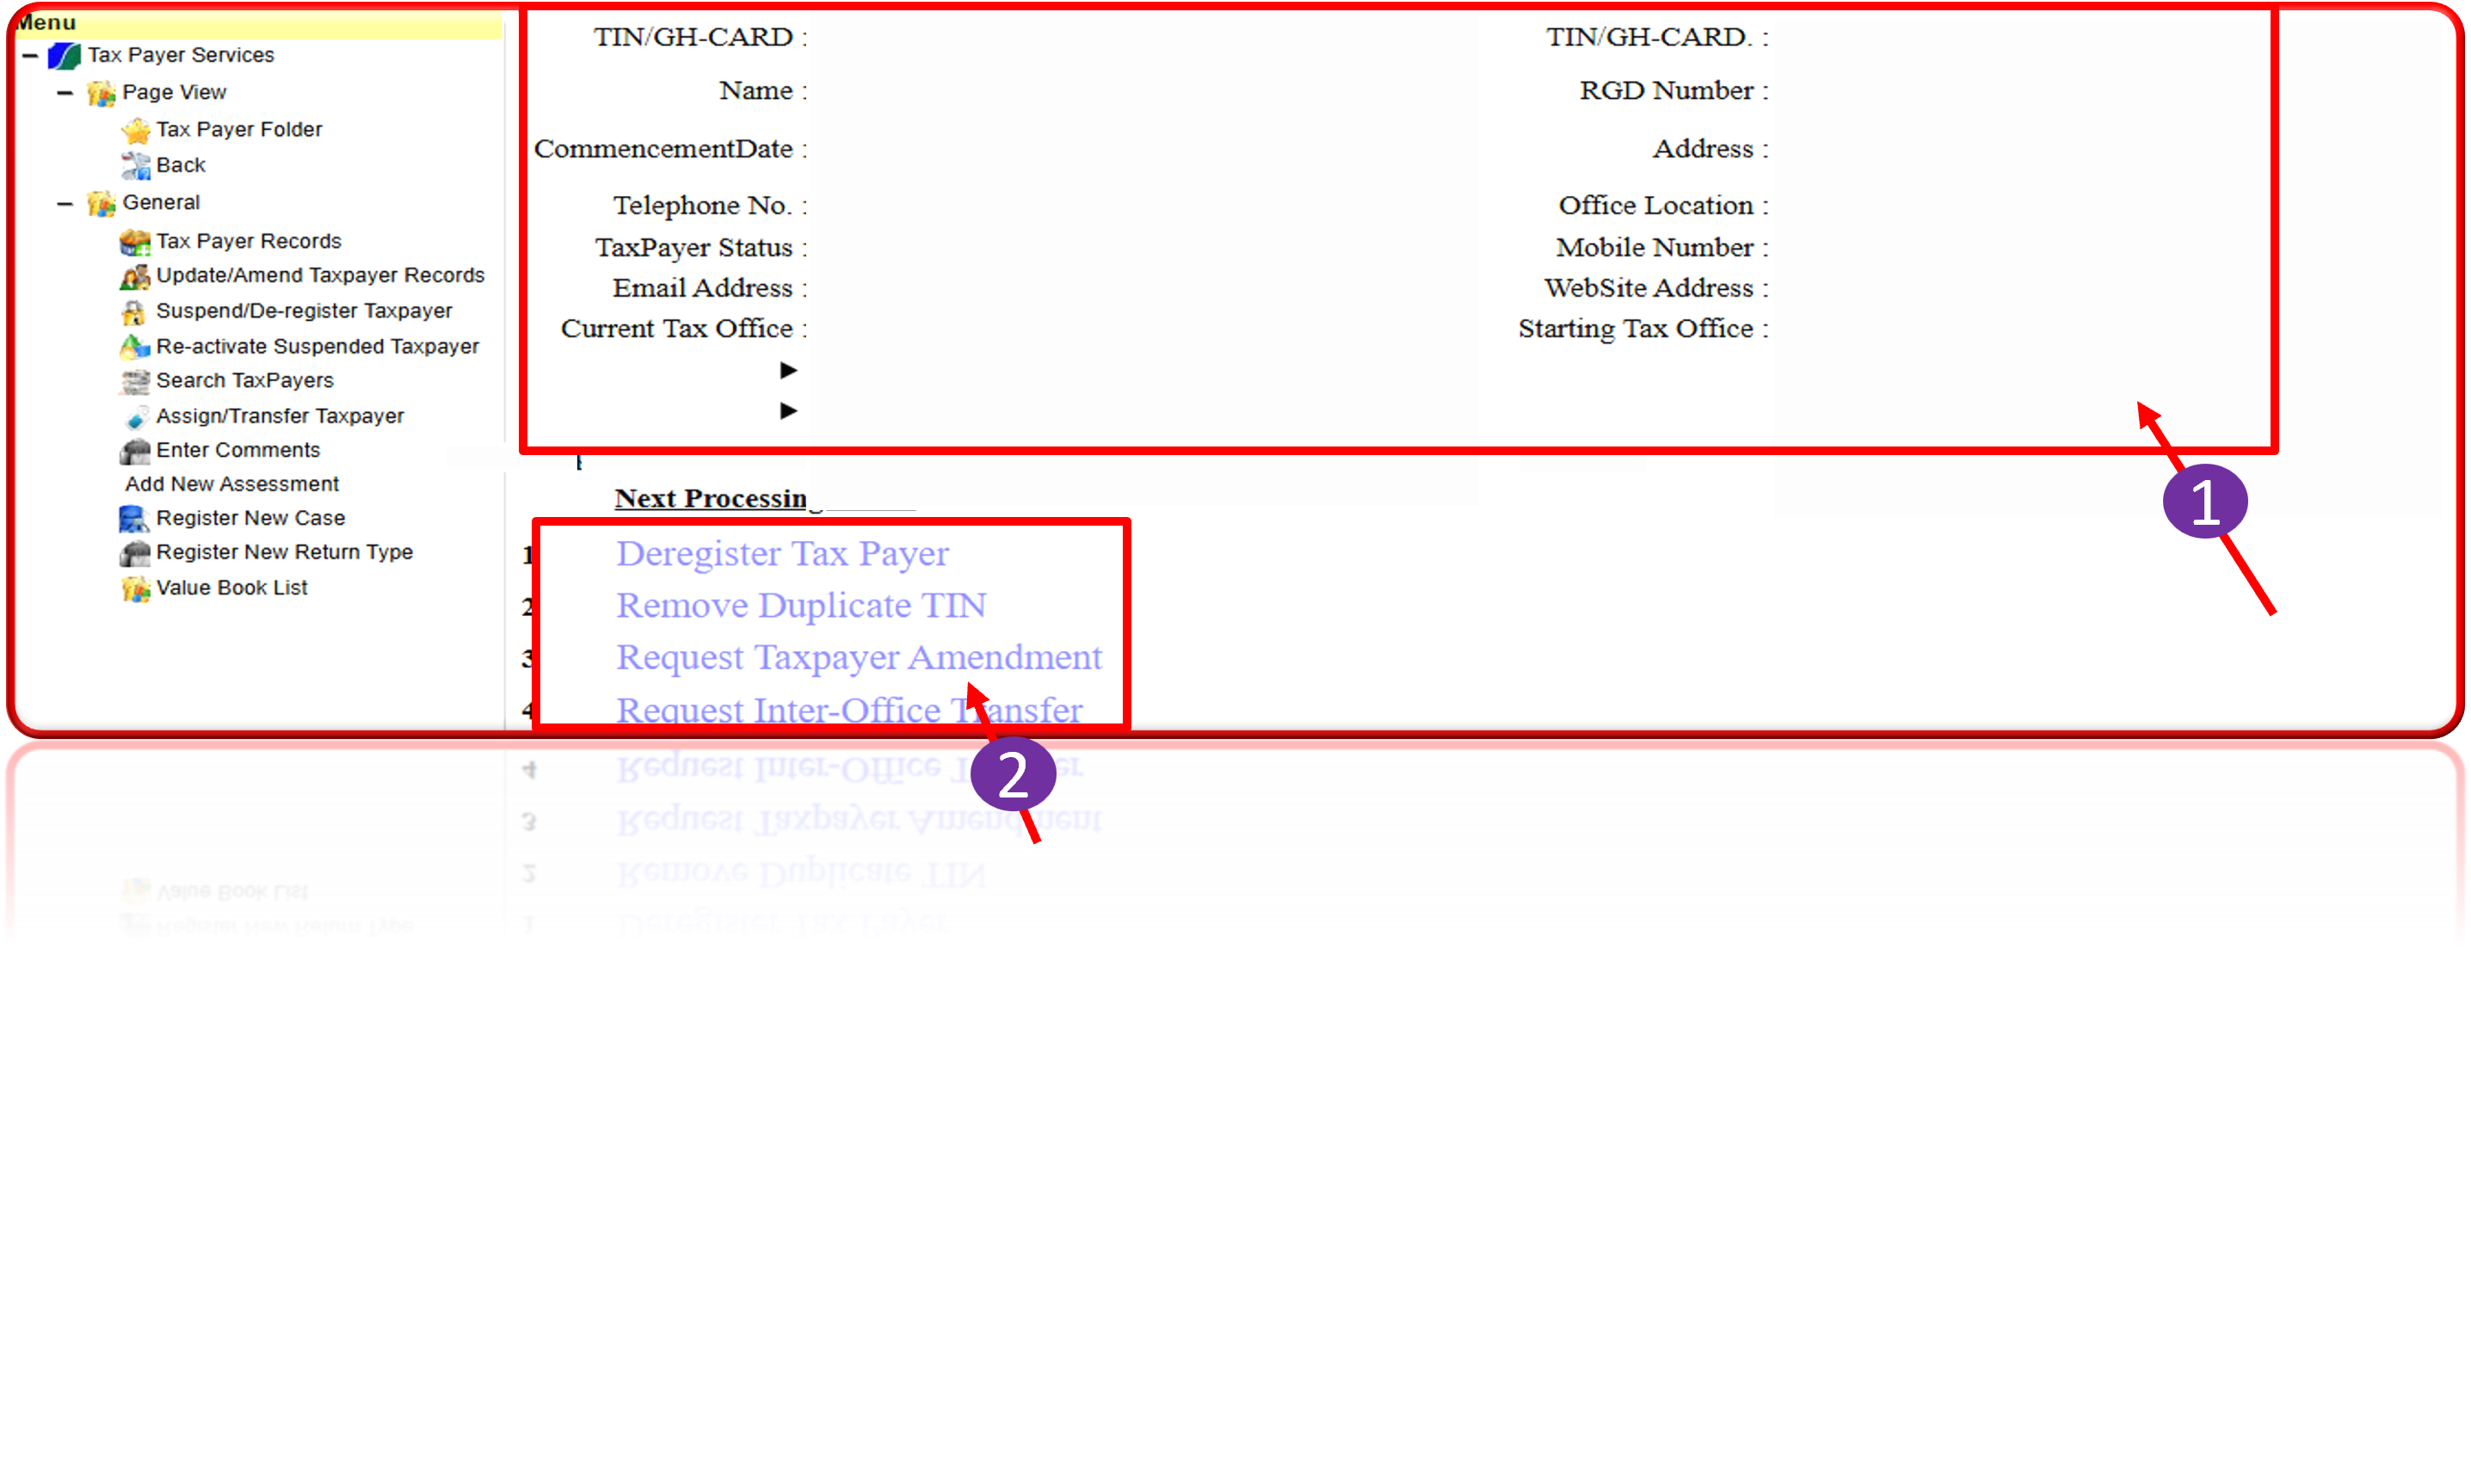 Menu
Tax Payer Services
Page View
Tax Payer Folder
Back
General
Tax Payer Records
Update/Amend Taxpayer Records
Suspend/De-register Taxpayer
Re-activate Suspended Taxpayer
Search TaxPayers
Assign/Transfer Taxpayer
Enter Comments
Add New Assessment
Register New Case
Register New Return Type
Value Book List
TIN/GH-CARD : TIN/GH-CARD. :
Name : RGD Number :
CommencementDate : Address :
Telephone No. : Office Location :
TaxPayer Status : Mobile Number :
Email Address : WebSite Address :
Current Tax Office : Starting Tax Office :
1
Next Processing
1 Deregister Tax Payer
2 Remove Duplicate TIN
3 Request Taxpayer Amendment
4 Request Inter-Office Transfer
2